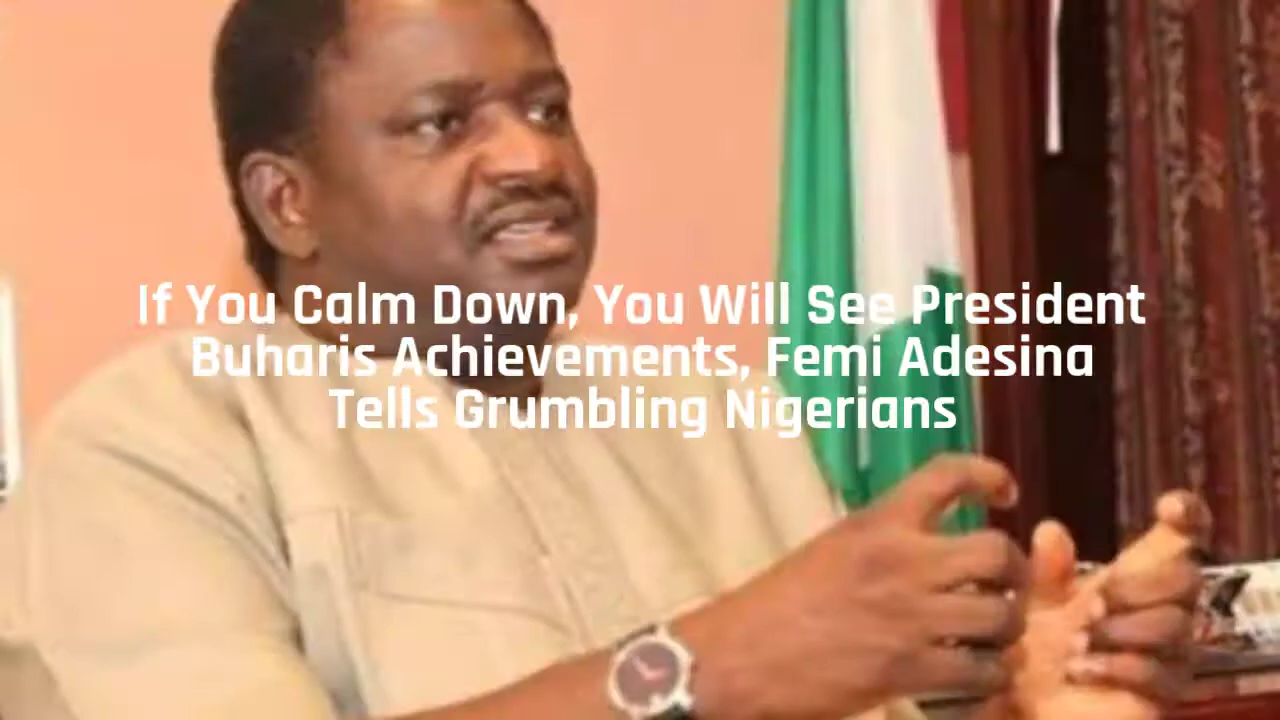 If You Calm Down, You Will See President
Buharis Achievements, Femi Adesina
Tells Grumbling Nigerians